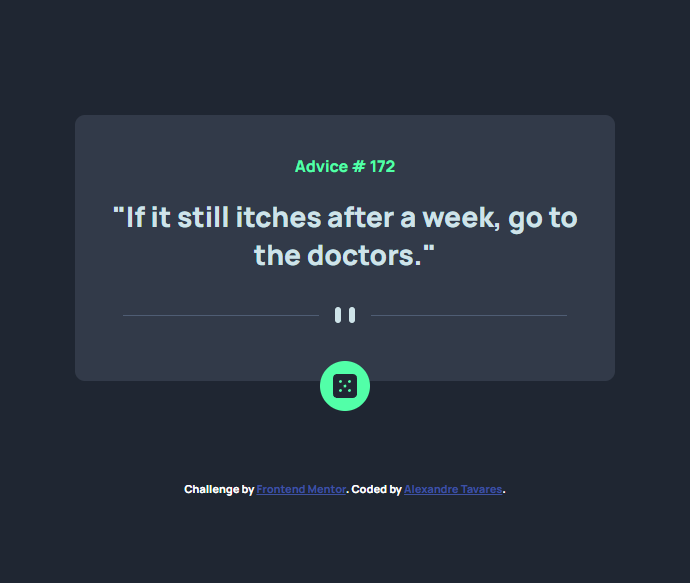 Advice # 172
"If it still itches after a week, go to
the doctors."
Challenge by Frontend Mentor. Coded by Alexandre Tavares.